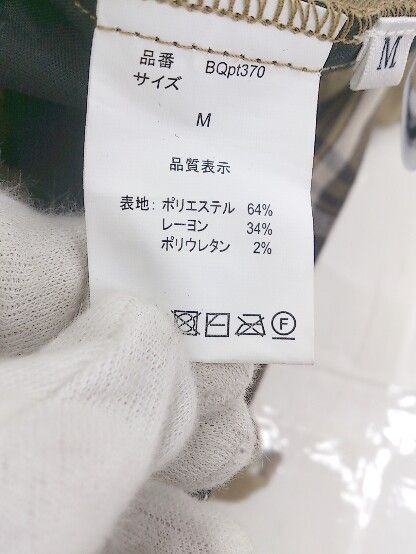 品番 BQpt370
サイズ
M
品質表示
表地: ポリエステル 64%
レーヨン 34%
ポリウレタン 2%
F
M